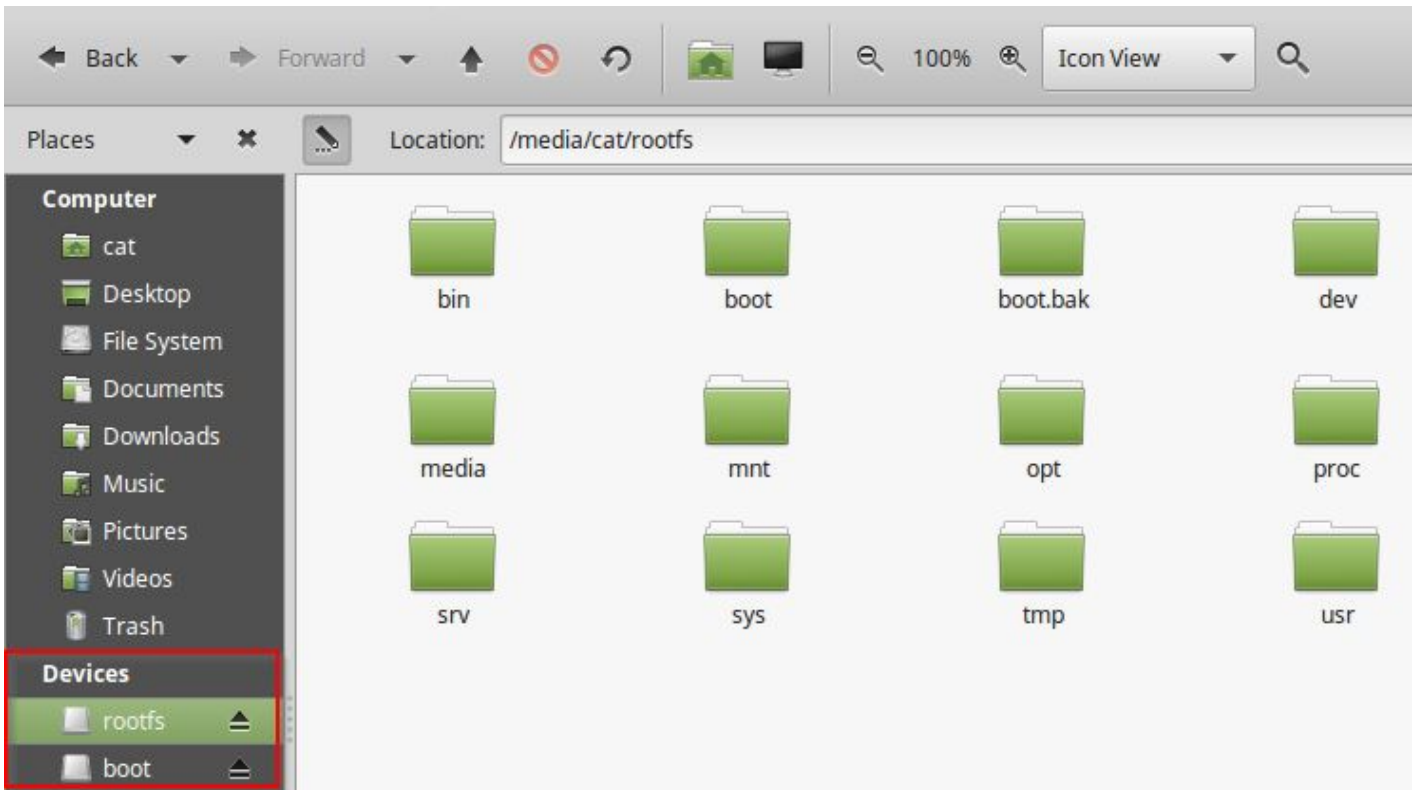 Back Forward 100% Icon View
Places Location: /media/cat/rootfs
Computer
cat
Desktop
File System
Documents
Downloads
Music
Pictures
Videos
Trash
Devices
rootfs
boot
bin boot boot.bak dev
media mnt opt proc
srv sys tmp usr